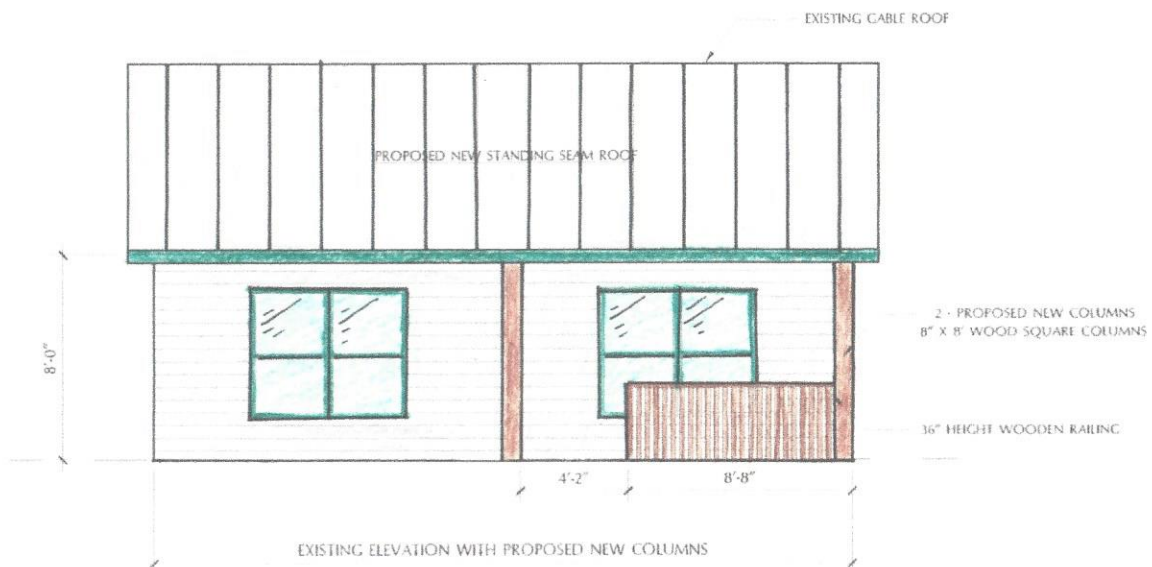 EXISTING GABLE ROOF
PROPOSED NEW STANDING SEAM ROOF
8'-0"
2 - PROPOSED NEW COLUMNS
8" X 8' WOOD SQUARE COLUMNS
36" HEIGHT WOODEN RAILING
4'-2"
8'-8"
EXISTING ELEVATION WITH PROPOSED NEW COLUMNS